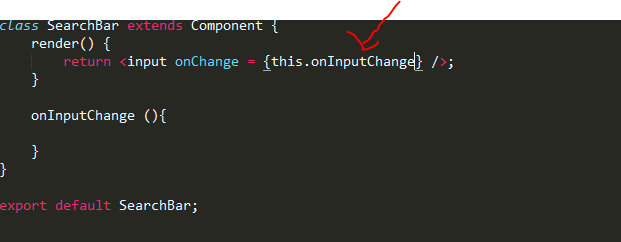 class SearchBar extends Component {
render() {
return <input onChange = {this.onInputChange} />;
}
onInputChange (){
}
}
export default SearchBar;